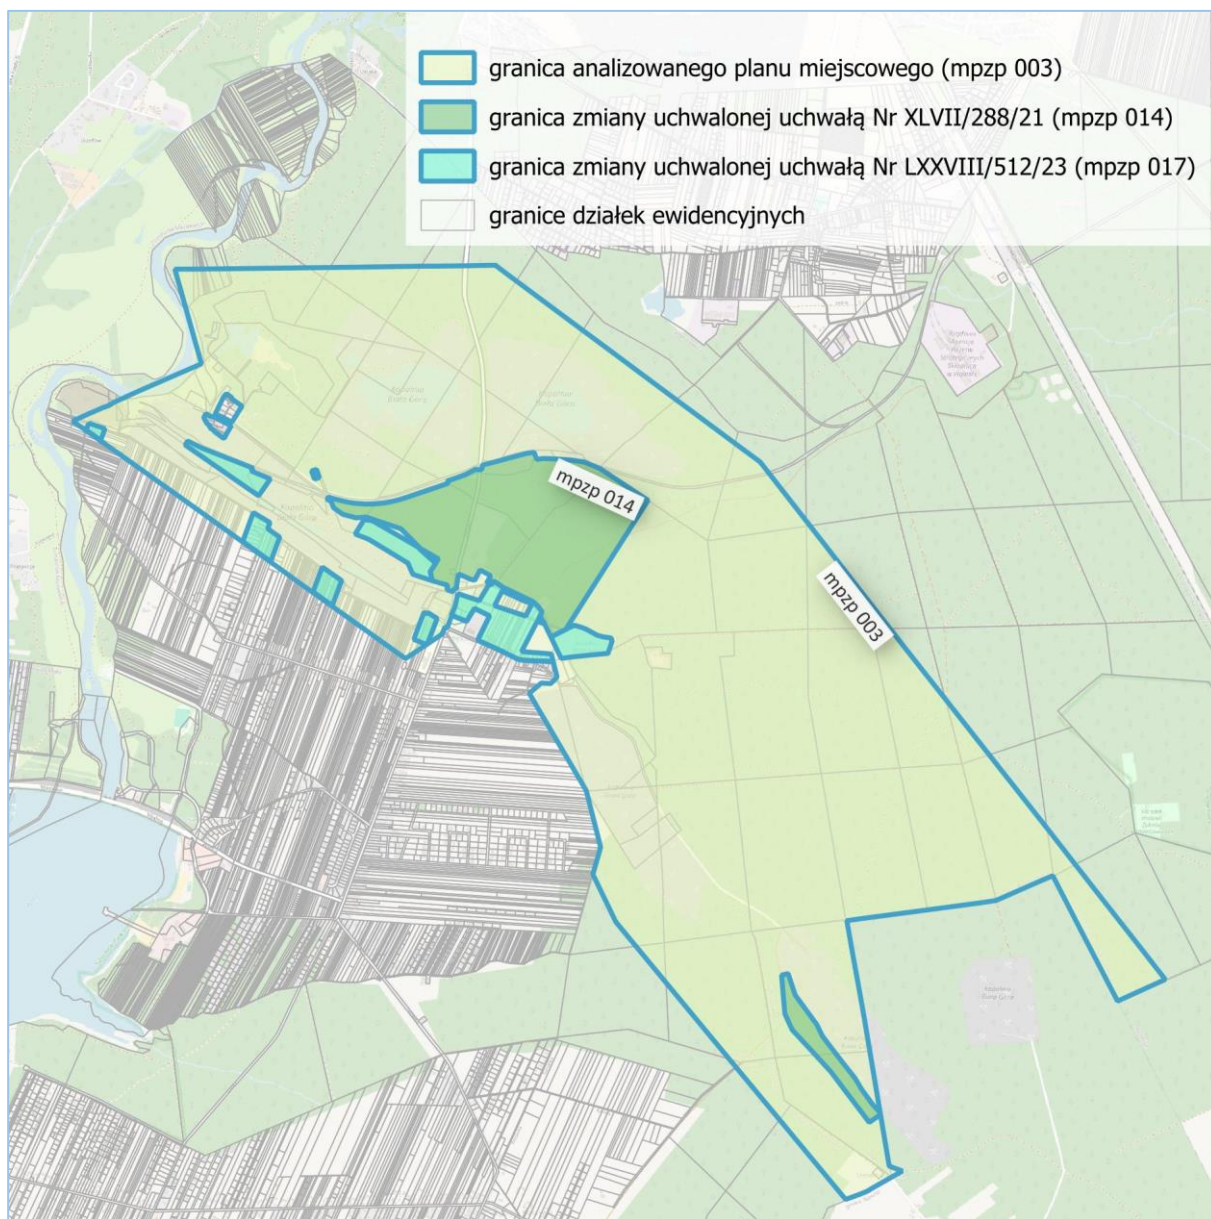 granica analizowanego planu miejscowego (mpzp 003)
granica zmiany uchwalonej uchwałą Nr XLVII/288/21 (mpzp 014)
granica zmiany uchwalonej uchwałą Nr LXXVIII/512/23 (mpzp 017)
granice działek ewidencyjnych
mpzp 014
mpzp 003